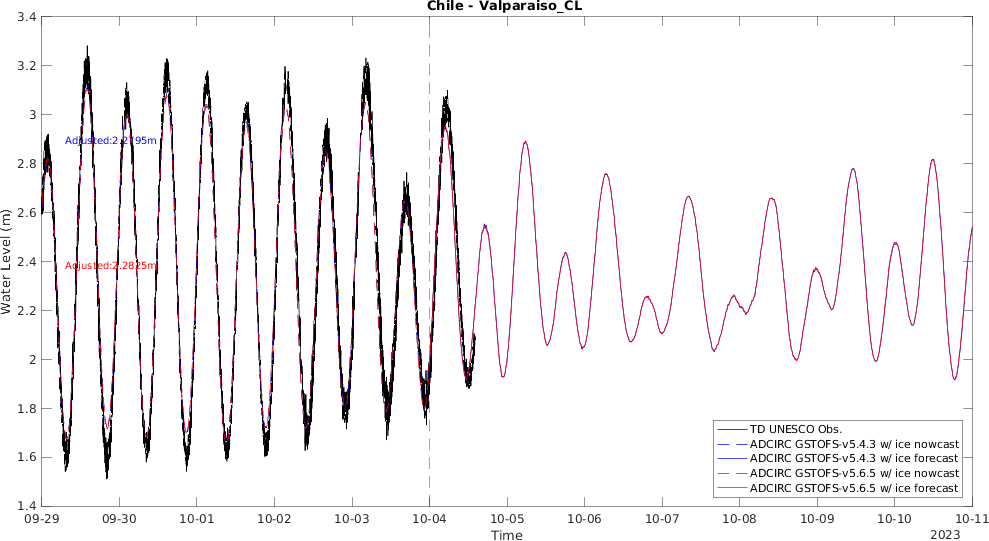 Chile - Valparaiso_CL
3.4
3.2
3
2.8
2.6
2.4
2.2
2
1.8
1.6
1.4
Water Level (m)
Adjusted:2.2795m
Adjusted:2.2825m
TD UNESCO Obs.
ADCIRC GSTOFS-v5.4.3 w/ ice nowcast
ADCIRC GSTOFS-v5.4.3 w/ ice forecast
ADCIRC GSTOFS-v5.6.5 w/ ice nowcast
ADCIRC GSTOFS-v5.6.5 w/ ice forecast
09-29 09-30 10-01 10-02 10-03 10-04 10-05 10-06 10-07 10-08 10-09 10-10 10-11
Time
2023